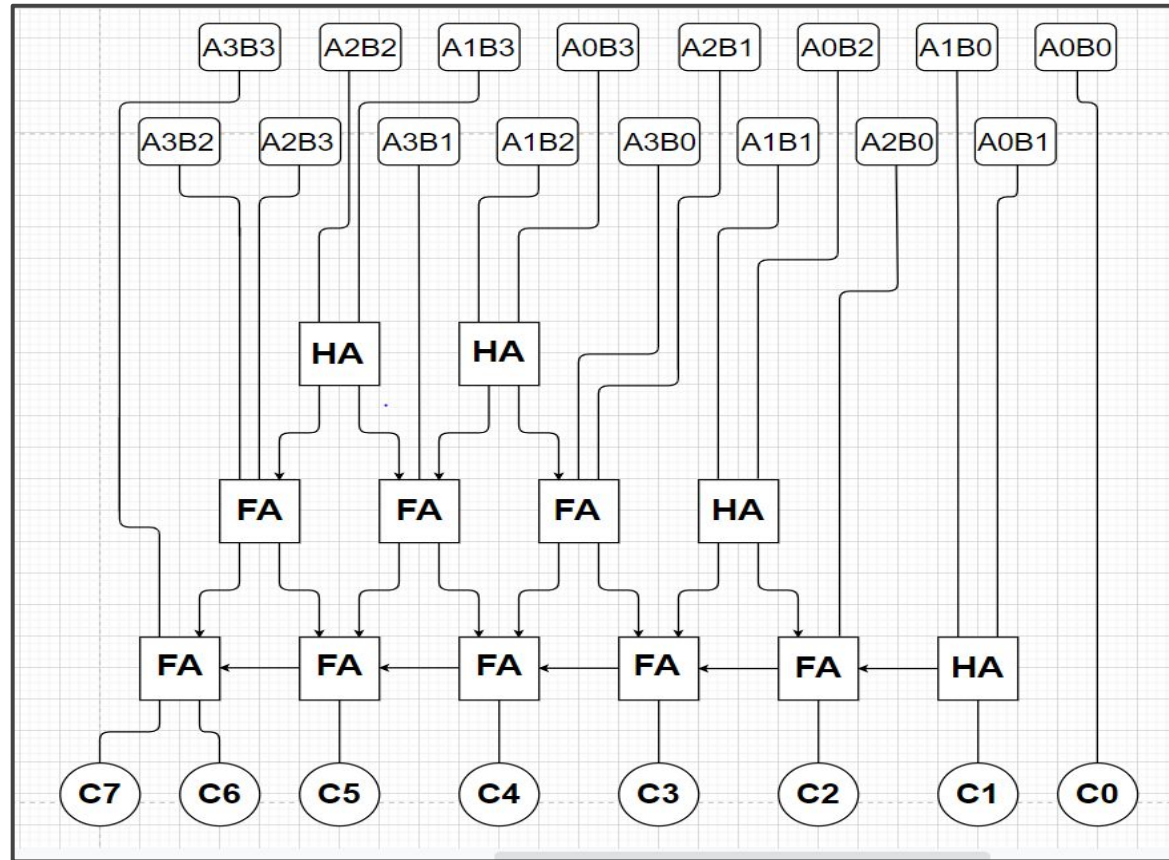 A3B3 A2B2 A1B3 A0B3 A2B1 A0B2 A1B0 A0B0
A3B2 A2B3 A3B1 A1B2 A3B0 A1B1 A2B0 A0B1
HA HA
FA FA FA HA
FA FA FA FA FA HA
C7 C6 C5 C4 C3 C2 C1 C0